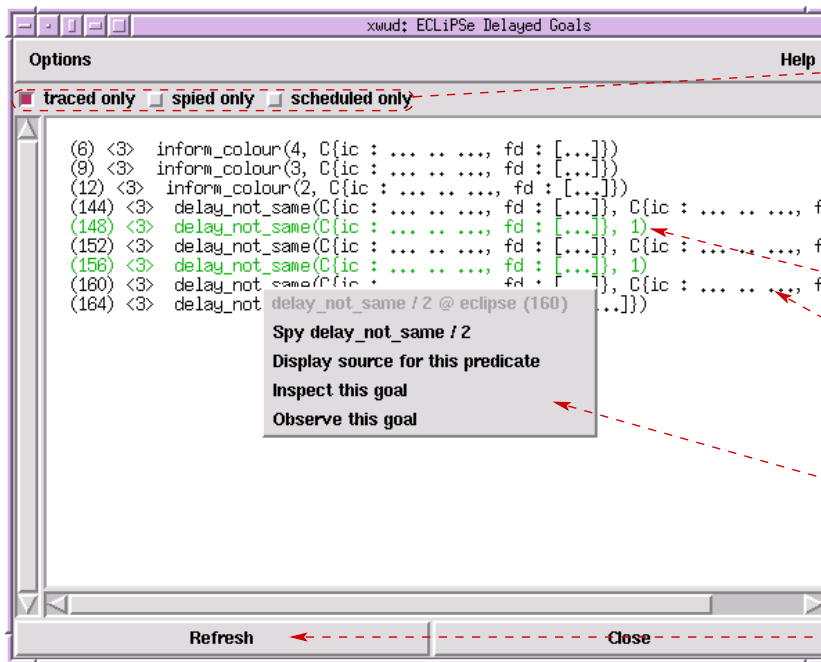 xwud: ECLiPSe Delayed Goals
Options Help
traced only spied only scheduled only
(6) <3> inform_colour(4, C{ic : ... .. ..., fd : [...]})
(9) <3> inform_colour(3, C{ic : ... .. ..., fd : [...]})
(12) <3> inform_colour(2, C{ic : ... .. ..., fd : [...]})
(144) <3> delay_not_same(C{ic : ... .. ..., fd : [...]}, C{ic : ... .. ..., f
(148) <3> delay_not_same(C{ic : ... .. ..., fd : [...]}, 1)
(152) <3> delay_not_same(C{ic : ... .. ..., fd : [...]}, C{ic : ... .. ..., f
(156) <3> delay_not_same(C{ic : ... .. ..., fd : [...]}, 1)
(160) <3> delay_not_same(C{ic : ... .. ..., fd : [...]}, C{ic : ... .. ..., f
(164) <3> delay_not ...]})
delay_not_same / 2 @ eclipse (160)
Spy delay_not_same / 2
Display source for this predicate
Inspect this goal
Observe this goal
Refresh Close